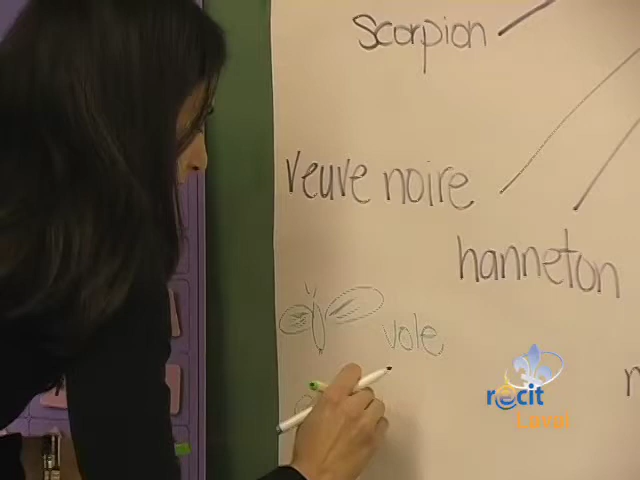 Scorpion
veuve noire
hanneton
vole
récit
Laval